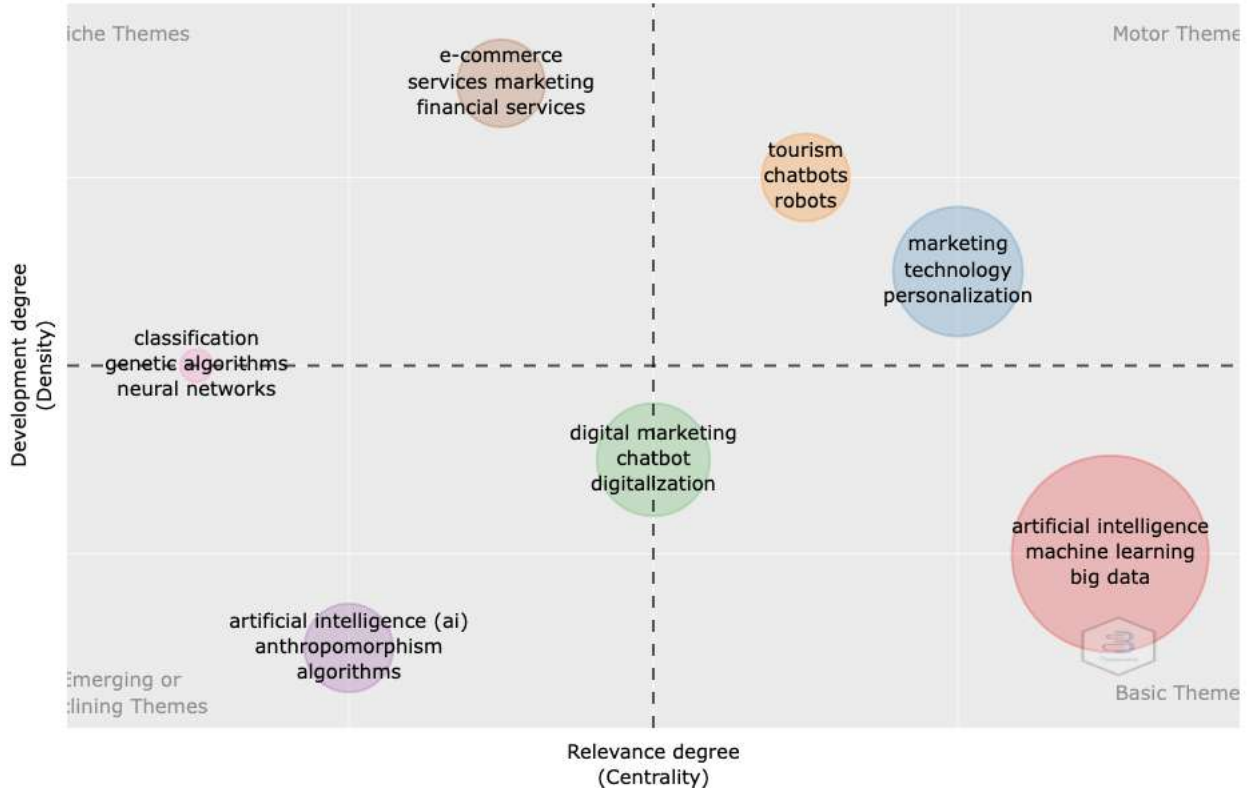 iche Themes
Motor Theme
e-commerce
services marketing
financial services
tourism
chatbots
robots
marketing
technology
personalization
classification
genetic algorithms
neural networks
digital marketing
chatbot
digitalization
artificial intelligence
machine learning
big data
artificial intelligence (ai)
anthropomorphism
algorithms
Emerging or
clining Themes
Basic Theme
Development degree
(Density)
Relevance degree
(Centrality)